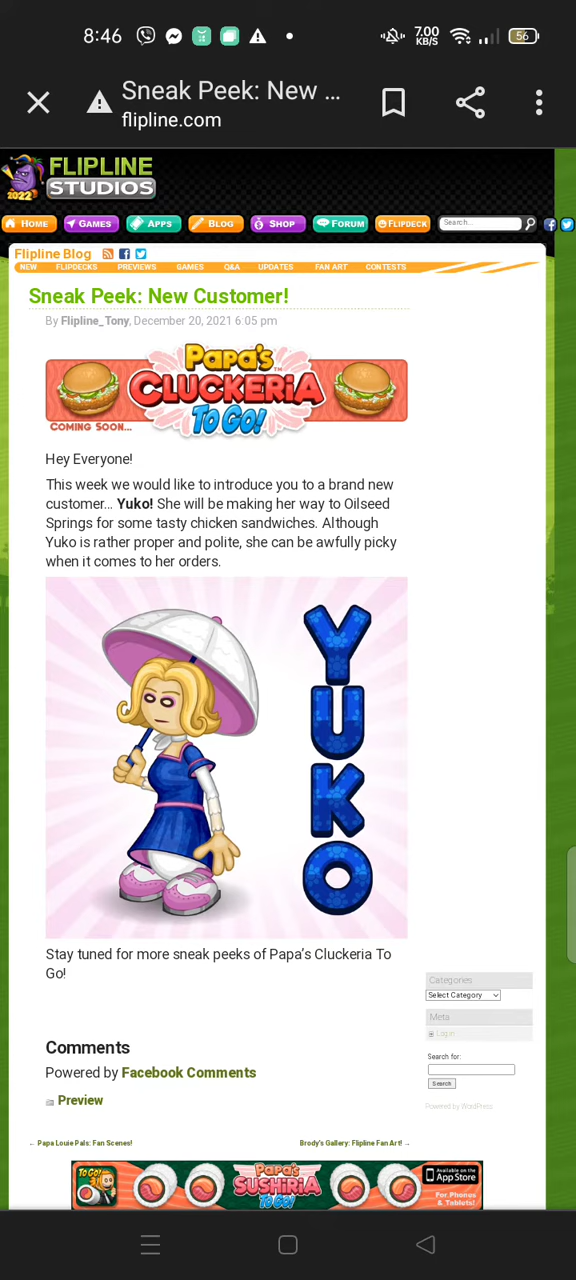 8:46
7.00
KB/S
56
Sneak Peek: New ...
flipline.com
2022
FLIPLINE
STUDIOS
HOME
GAMES
APPS
BLOG
SHOP
FORUM
FLIPDECK
Search...
Flipline Blog
NEW FLIPDECKS PREVIEWS GAMES Q&A UPDATES FAN ART CONTESTS
Sneak Peek: New Customer!
By Flipline_Tony, December 20, 2021 6:05 pm
PAPA'S
CLUCKERIA
TO GO!
COMING SOON...
Hey Everyone!
This week we would like to introduce you to a brand new
customer... Yuko! She will be making her way to Oilseed
Springs for some tasty chicken sandwiches. Although
Yuko is rather proper and polite, she can be awfully picky
when it comes to her orders.
YUKO
Stay tuned for more sneak peeks of Papa's Cluckeria To
Go!
Categories
Select Category
Meta
Log in
Search for:
Search
Powered by WordPress
Comments
Powered by Facebook Comments
Preview
← Papa Louie Pals: Fan Scenes!
Brody's Gallery: Flipline Fan Art! →
TO GO!
PAPA'S
SUSHIRIA
TO GO!
Available on the
App Store
For Phones
& Tablets!